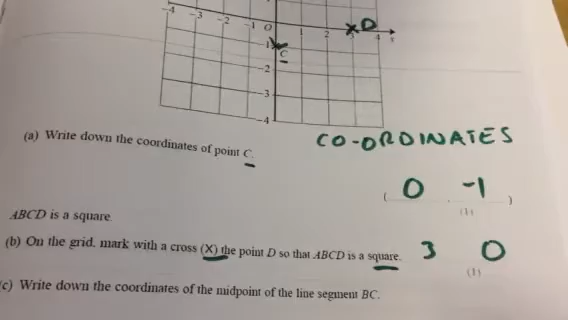 -4 -3 -2 -1 O 1 2 3 4 x
D
-1
C
-2
-3
-4
(a) Write down the coordinates of point C.
CO-ORDINATES
( 0 , -1 )
(1)
ABCD is a square.
(b) On the grid, mark with a cross (X) the point D so that ABCD is a square. 3 0
(1)
(c) Write down the coordinates of the midpoint of the line segment BC.